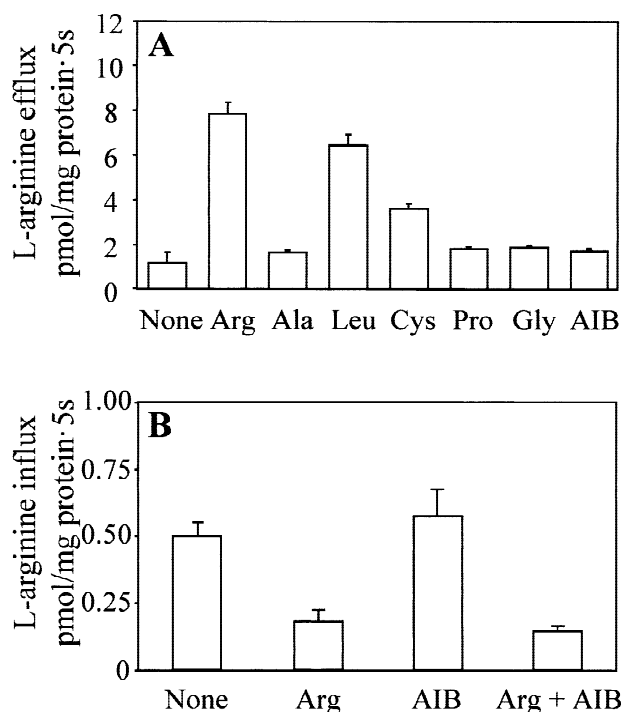 A
L-arginine efflux
pmol/mg protein·5s
12
10
8
6
4
2
0
None Arg Ala Leu Cys Pro Gly AIB
B
L-arginine influx
pmol/mg protein·5s
1.00
0.75
0.50
0.25
0
None Arg AIB Arg + AIB